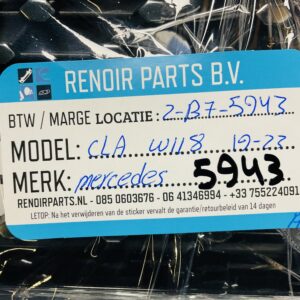 RENOIR PARTS B.V.
BTW / MARGE LOCATIE: 2-B7-5943
MODEL: CLA W118 19-23
MERK: mercedes 5943
RENOIRPARTS.NL - 085 0603676 - 06 41346994 - +33 755224091
LETOP: Na het verwijderen van de sticker vervalt de garantie/retourbeleid van 14 dagen